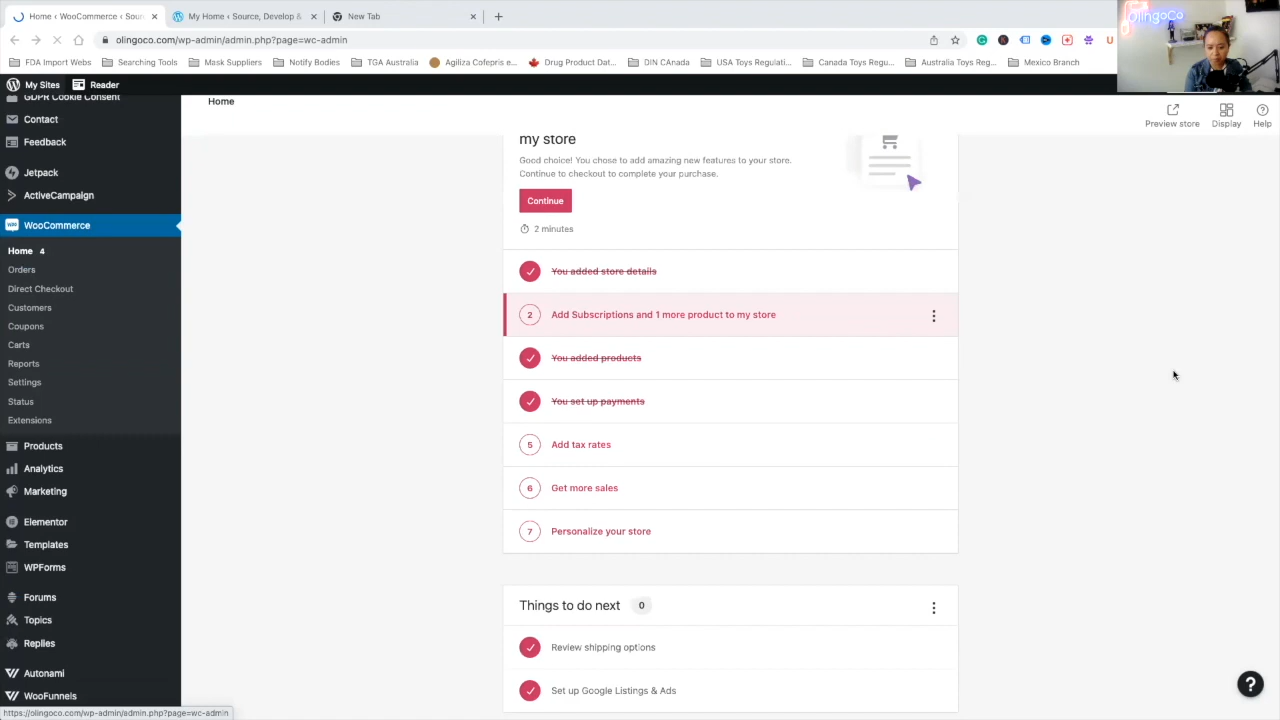 Home ‹ WooCommerce ‹ Sour
My Home ‹ Source, Develop &
New Tab
olingoco.com/wp-admin/admin.php?page=wc-admin
FDA Import Webs
Searching Tools
Mask Suppliers
Notify Bodies
TGA Australia
Agiliza Cofepris e...
Drug Product Dat...
DIN CAnada
USA Toys Regulati...
Canada Toys Regu...
Australia Toys Reg...
Mexico Branch
OlingoCo
My Sites
Reader
GDPR Cookie Consent
Contact
Feedback
Jetpack
ActiveCampaign
WooCommerce
Home 4
Orders
Direct Checkout
Customers
Coupons
Carts
Reports
Settings
Status
Extensions
Products
Analytics
Marketing
Elementor
Templates
WPForms
Forums
Topics
Replies
Autonami
WooFunnels
https://olingoco.com/wp-admin/admin.php?page=wc-admin
Home
Preview store
Display
Help
my store
Good choice! You chose to add amazing new features to your store.
Continue to checkout to complete your purchase.
Continue
2 minutes
You added store details
2 Add Subscriptions and 1 more product to my store
You added products
You set up payments
5 Add tax rates
6 Get more sales
7 Personalize your store
Things to do next 0
Review shipping options
Set up Google Listings & Ads